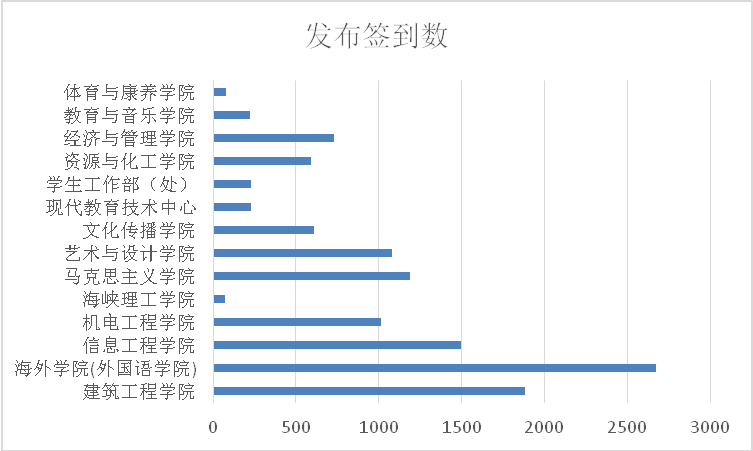 发布签到数
体育与康养学院
教育与音乐学院
经济与管理学院
资源与化工学院
学生工作部（处）
现代教育技术中心
文化传播学院
艺术与设计学院
马克思主义学院
海峡理工学院
机电工程学院
信息工程学院
海外学院(外国语学院)
建筑工程学院
0 500 1000 1500 2000 2500 3000